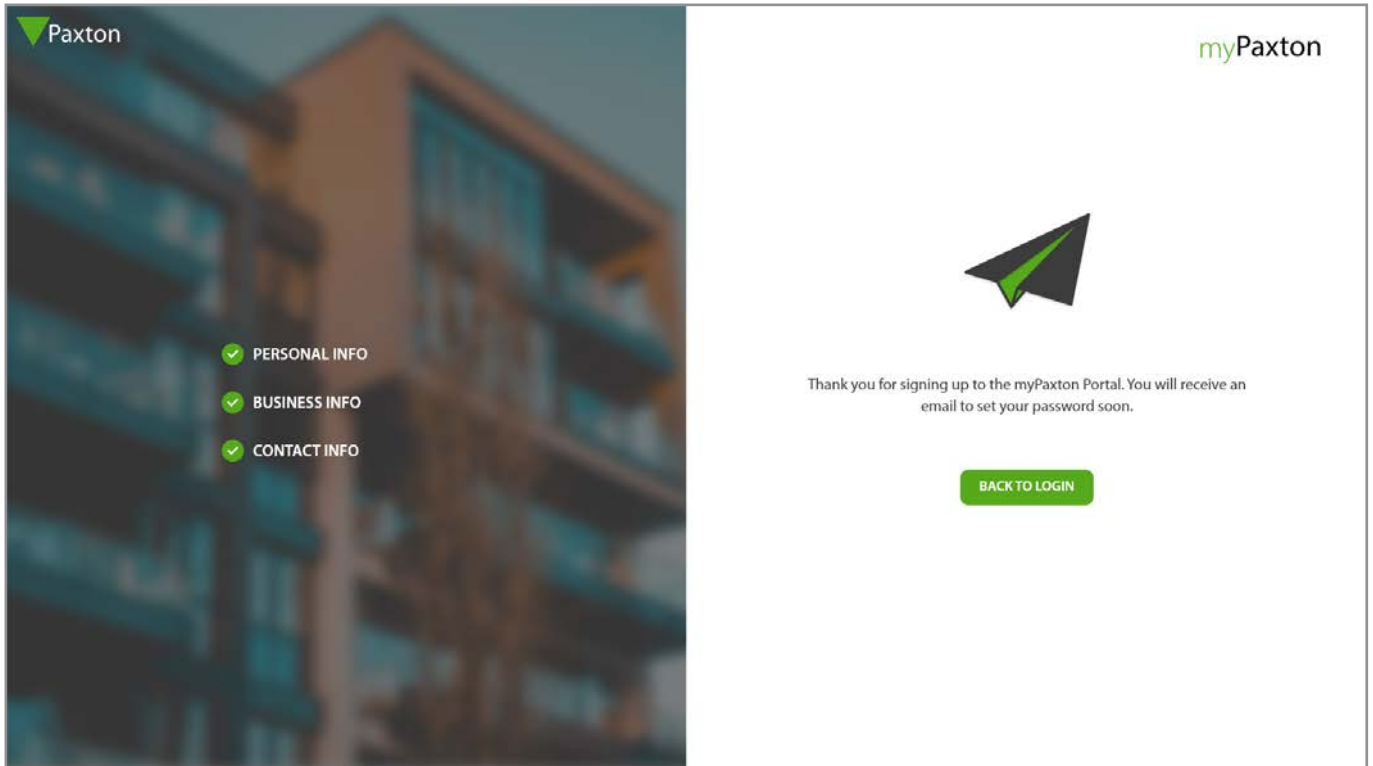 Paxton
myPaxton
PERSONAL INFO
BUSINESS INFO
CONTACT INFO
Thank you for signing up to the myPaxton Portal. You will receive an
email to set your password soon.
BACK TO LOGIN